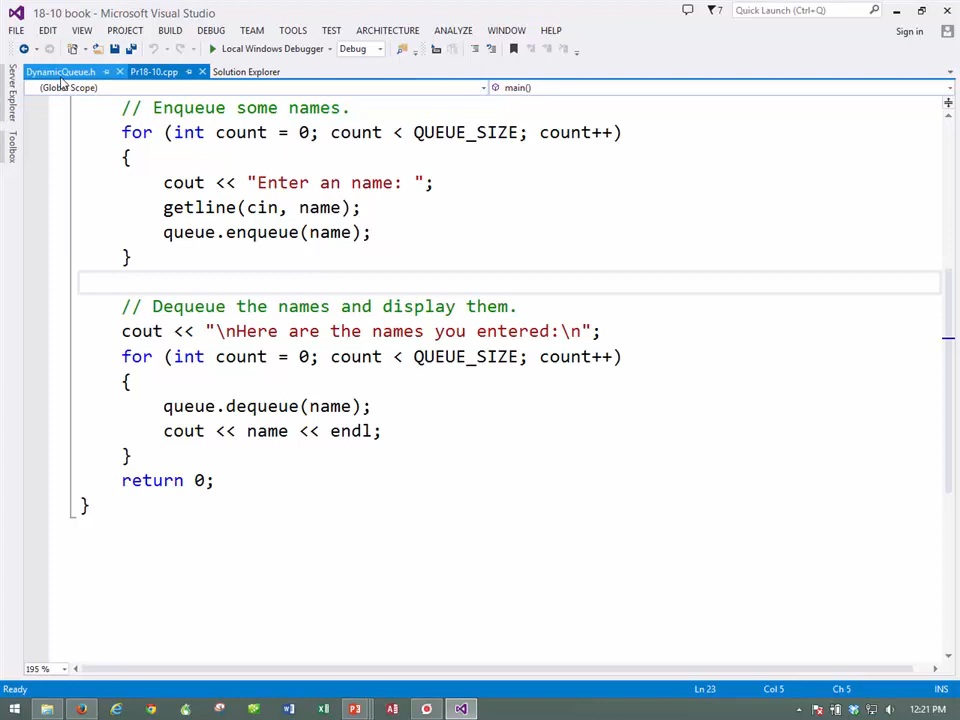 18-10 book - Microsoft Visual Studio
7
Quick Launch (Ctrl+Q)
FILE EDIT VIEW PROJECT BUILD DEBUG TEAM TOOLS TEST ARCHITECTURE ANALYZE WINDOW HELP
Sign in
Local Windows Debugger Debug
DynamicQueue.h Pr18-10.cpp Solution Explorer
(Global Scope) main()
Server Explorer
Toolbox
// Enqueue some names.
for (int count = 0; count < QUEUE_SIZE; count++)
{
cout << "Enter an name: ";
getline(cin, name);
queue.enqueue(name);
}
// Dequeue the names and display them.
cout << "\nHere are the names you entered:\n";
for (int count = 0; count < QUEUE_SIZE; count++)
{
queue.dequeue(name);
cout << name << endl;
}
return 0;
}
195 %
Ready Ln 23 Col 5 Ch 5 INS
12:21 PM